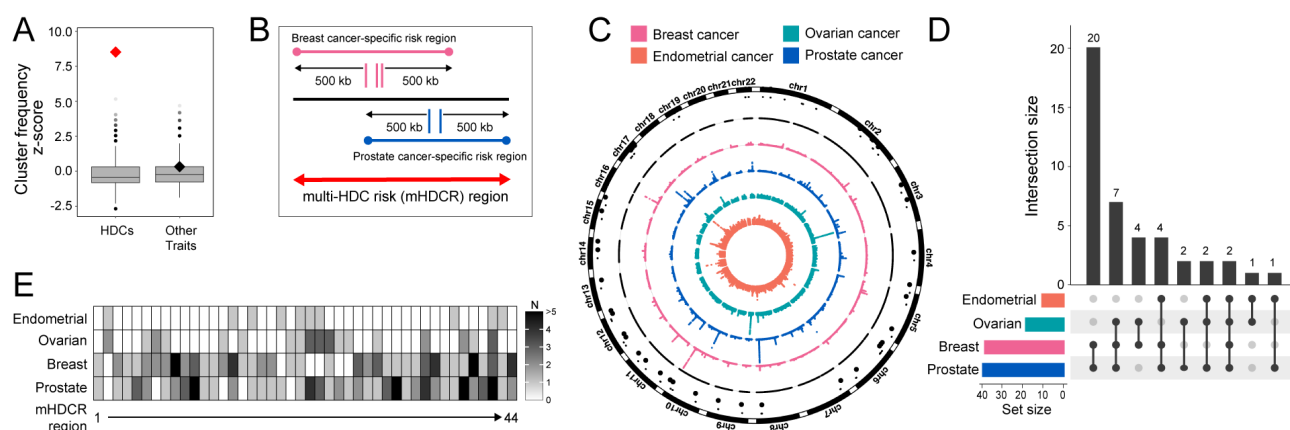 A
10.0
7.5
5.0
2.5
0.0
-2.5
Cluster frequency
z-score
HDCs
Other
Traits
B
Breast cancer-specific risk region
500 kb
500 kb
500 kb
500 kb
Prostate cancer-specific risk region
multi-HDC risk (mHDCR) region
C
Breast cancer
Ovarian cancer
Endometrial cancer
Prostate cancer
chr1
chr2
chr3
chr4
chr5
chr6
chr7
chr8
chr9
chr10
chr11
chr12
chr13
chr14
chr15
chr16
chr17
chr18
chr19
chr20
chr21
chr22
D
Intersection size
20
15
10
5
0
20
7
4
4
2
2
2
1
1
Endometrial
Ovarian
Breast
Prostate
40 30 20 10 0
Set size
E
Endometrial
Ovarian
Breast
Prostate
mHDCR
region
1
44
N
>5
4
3
2
1
0